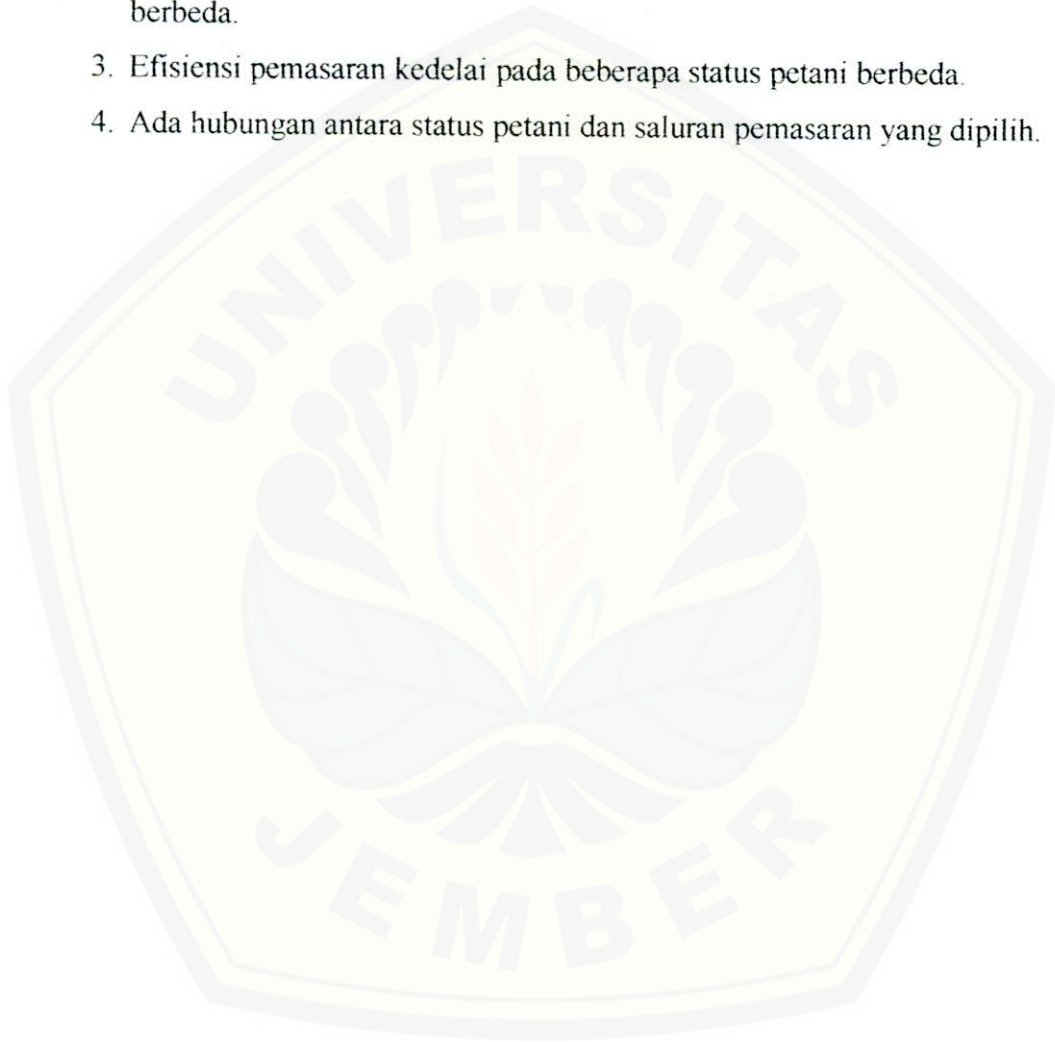 berbeda.
3. Efisiensi pemasaran kedelai pada beberapa status petani berbeda.
4. Ada hubungan antara status petani dan saluran pemasaran yang dipilih.
UNIVERSITAS
JEMBER